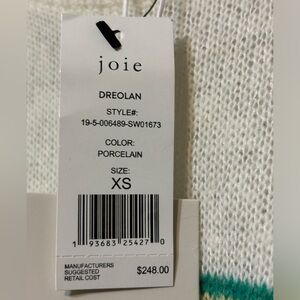 joie
DREOLAN
STYLE#:
19-5-006489-SW01673
COLOR:
PORCELAIN
SIZE:
XS
1 93683 25427 0
MANUFACTURERS
SUGGESTED
RETAIL COST
$248.00